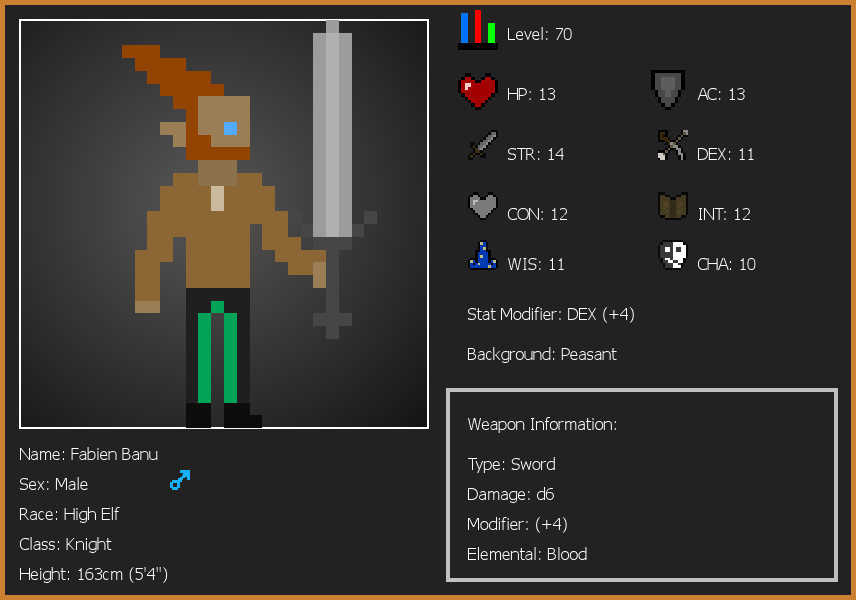 Level: 70
HP: 13
AC: 13
STR: 14
DEX: 11
CON: 12
INT: 12
WIS: 11
CHA: 10
Stat Modifier: DEX (+4)
Background: Peasant
Name: Fabien Banu
Sex: Male
Race: High Elf
Class: Knight
Height: 163cm (5'4")
Weapon Information:
Type: Sword
Damage: d6
Modifier: (+4)
Elemental: Blood